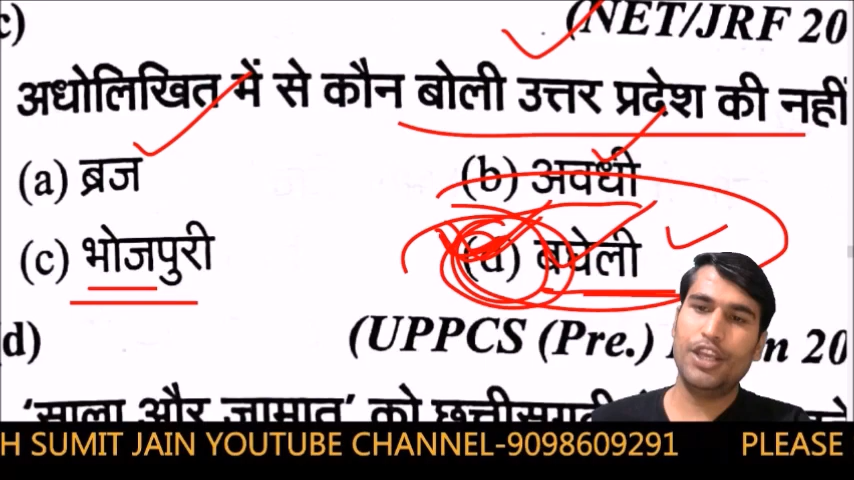 c) (NET/JRF 20
अधोलिखित में से कौन बोली उत्तर प्रदेश की नहीं
(a) ब्रज (b) अवधी
(c) भोजपुरी (d) बघेली
d) (UPPCS (Pre.) n 20
'साला और जामात' को
H SUMIT JAIN YOUTUBE CHANNEL-9098609291 PLEASE